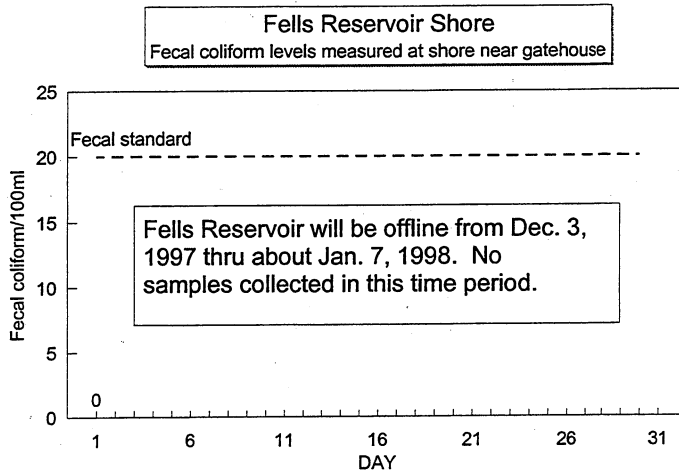 Fells Reservoir Shore
Fecal coliform levels measured at shore near gatehouse
Fecal coliform/100ml
25
20
15
10
5
0
Fecal standard
Fells Reservoir will be offline from Dec. 3,
1997 thru about Jan. 7, 1998. No
samples collected in this time period.
0
1 6 11 16 21 26 31
DAY